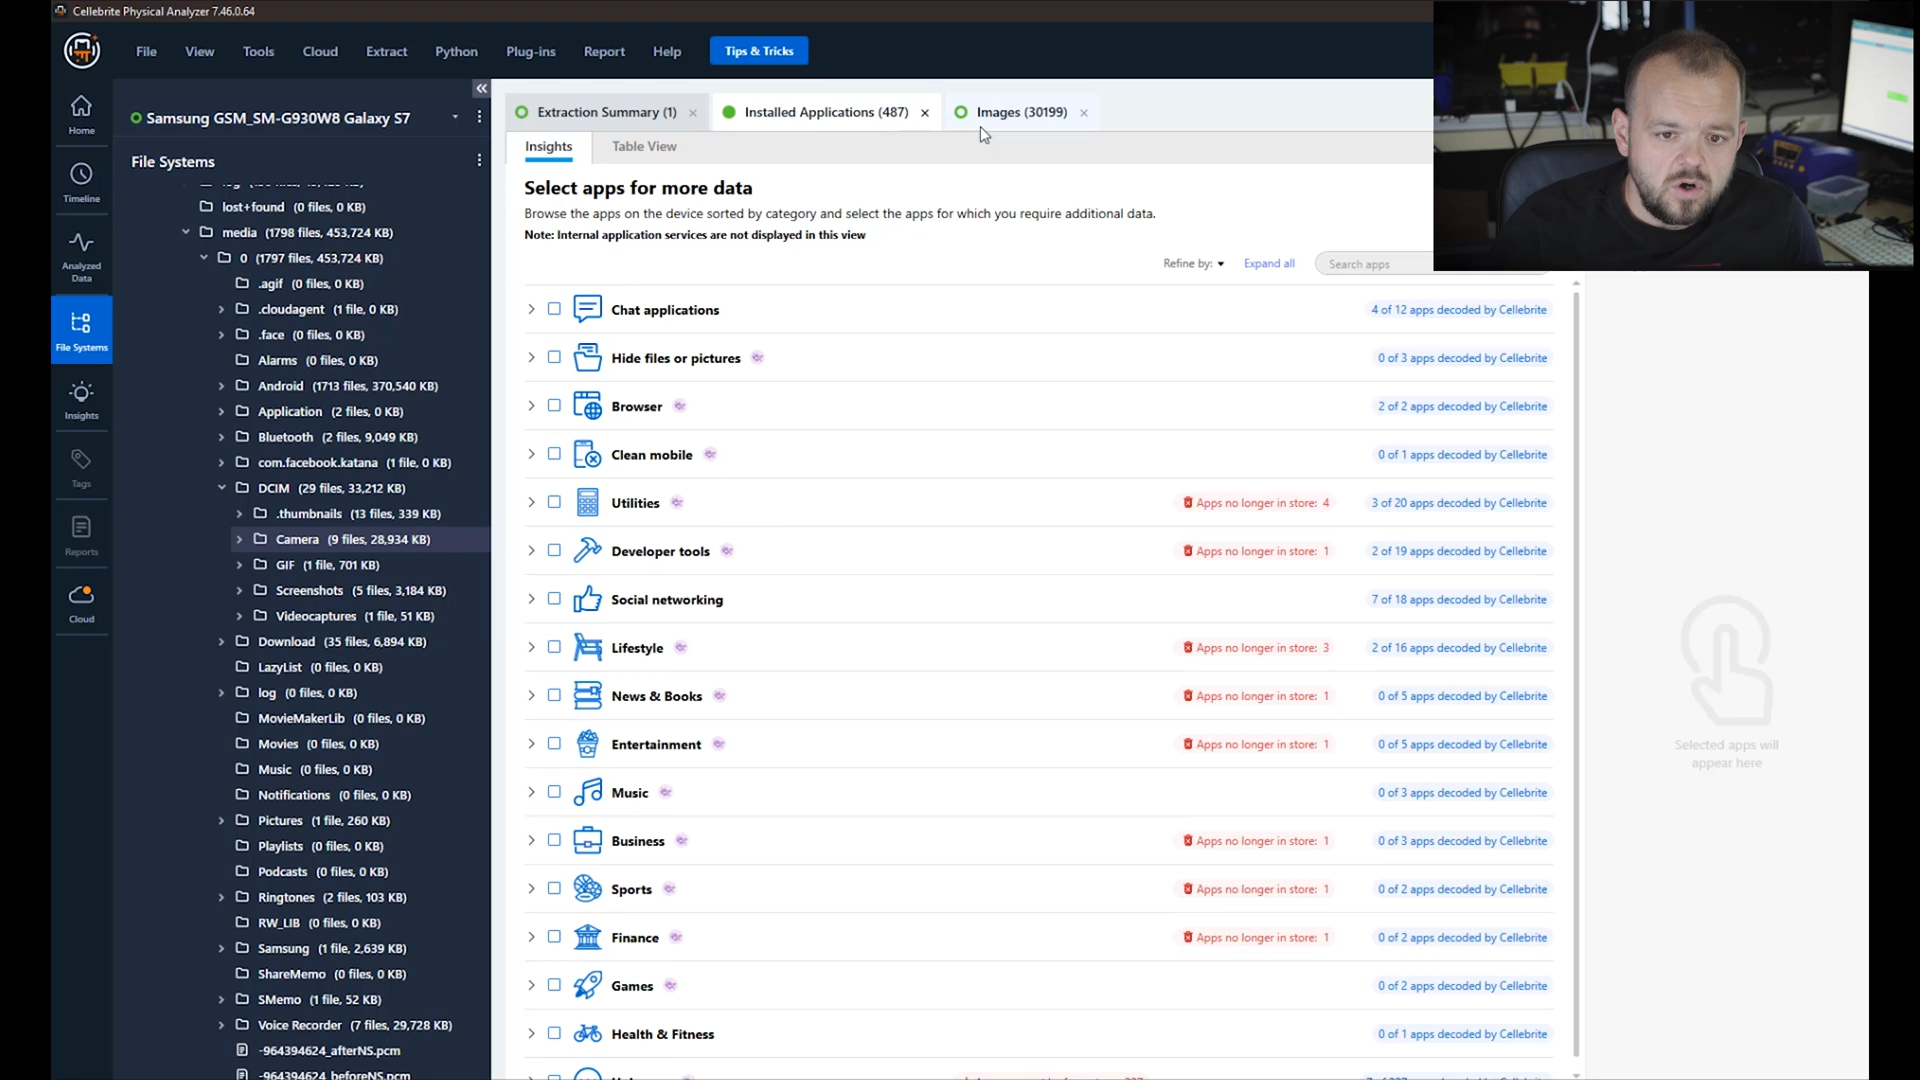 Cellebrite Physical Analyzer 7.46.0.64
File View Tools Cloud Extract Python Plug-ins Report Help Tips & Tricks
Home
Timeline
Analyzed
Data
File Systems
Insights
Tags
Reports
Cloud
Samsung GSM_SM-G930W8 Galaxy S7
File Systems
lost+found (0 files, 0 KB)
media (1798 files, 453,724 KB)
0 (1797 files, 453,724 KB)
.agif (0 files, 0 KB)
.cloudagent (1 file, 0 KB)
.face (0 files, 0 KB)
Alarms (0 files, 0 KB)
Android (1713 files, 370,540 KB)
Application (2 files, 0 KB)
Bluetooth (2 files, 9,049 KB)
com.facebook.katana (1 file, 0 KB)
DCIM (29 files, 33,212 KB)
.thumbnails (13 files, 339 KB)
Camera (9 files, 28,934 KB)
GIF (1 file, 701 KB)
Screenshots (5 files, 3,184 KB)
Videocaptures (1 file, 51 KB)
Download (35 files, 6,894 KB)
LazyList (0 files, 0 KB)
log (0 files, 0 KB)
MovieMakerLib (0 files, 0 KB)
Movies (0 files, 0 KB)
Music (0 files, 0 KB)
Notifications (0 files, 0 KB)
Pictures (1 file, 260 KB)
Playlists (0 files, 0 KB)
Podcasts (0 files, 0 KB)
Ringtones (2 files, 103 KB)
RW_LIB (0 files, 0 KB)
Samsung (1 file, 2,639 KB)
ShareMemo (0 files, 0 KB)
SMemo (1 file, 52 KB)
Voice Recorder (7 files, 29,728 KB)
-964394624_afterNS.pcm
-964394624_beforeNS.pcm
Extraction Summary (1) Installed Applications (487) Images (30199)
Insights Table View
Select apps for more data
Browse the apps on the device sorted by category and select the apps for which you require additional data.
Note: Internal application services are not displayed in this view
Refine by: Expand all Search apps
Chat applications 4 of 12 apps decoded by Cellebrite
Hide files or pictures 0 of 3 apps decoded by Cellebrite
Browser 2 of 2 apps decoded by Cellebrite
Clean mobile 0 of 1 apps decoded by Cellebrite
Utilities Apps no longer in store: 4 3 of 20 apps decoded by Cellebrite
Developer tools Apps no longer in store: 1 2 of 19 apps decoded by Cellebrite
Social networking 7 of 18 apps decoded by Cellebrite
Lifestyle Apps no longer in store: 3 2 of 16 apps decoded by Cellebrite
News & Books Apps no longer in store: 1 0 of 5 apps decoded by Cellebrite
Entertainment Apps no longer in store: 1 0 of 5 apps decoded by Cellebrite
Music 0 of 3 apps decoded by Cellebrite
Business Apps no longer in store: 1 0 of 3 apps decoded by Cellebrite
Sports Apps no longer in store: 1 0 of 2 apps decoded by Cellebrite
Finance Apps no longer in store: 1 0 of 2 apps decoded by Cellebrite
Games 0 of 2 apps decoded by Cellebrite
Health & Fitness 0 of 1 apps decoded by Cellebrite
Selected apps will
appear here